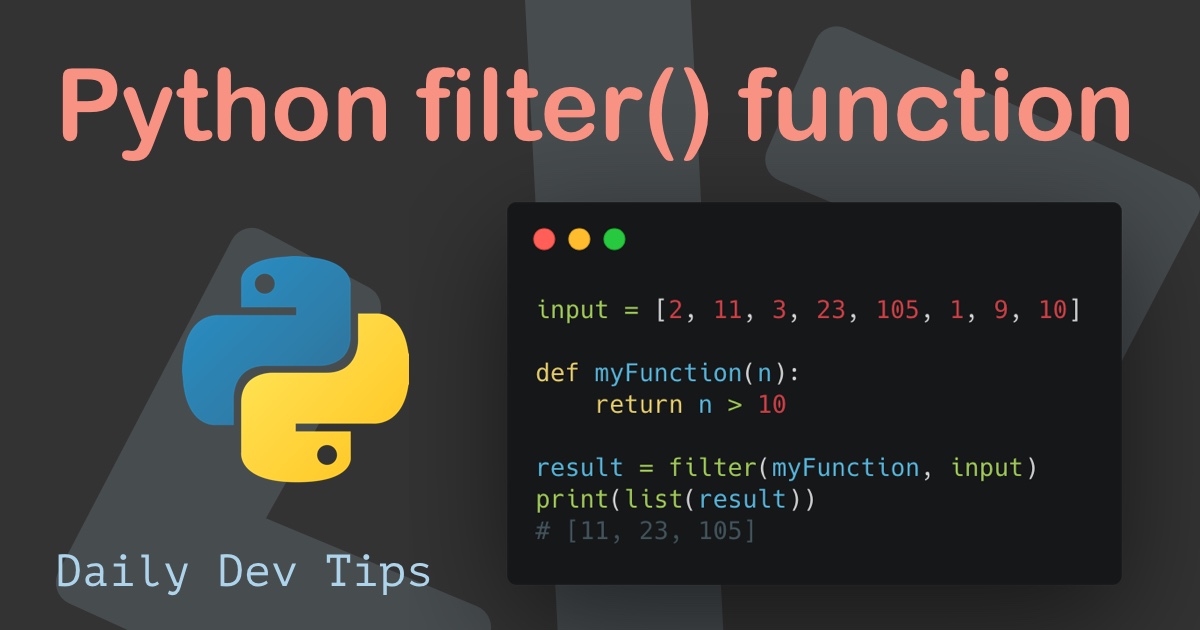 Python filter() function
input = [2, 11, 3, 23, 105, 1, 9, 10]
def myFunction(n):
    return n > 10
result = filter(myFunction, input)
print(list(result))
# [11, 23, 105]
Daily Dev Tips